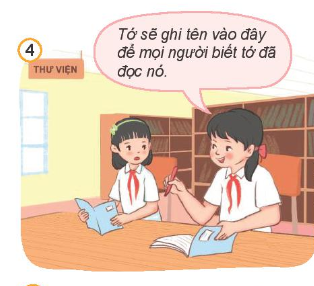 4
THƯ VIỆN
Tớ sẽ ghi tên vào đây
để mọi người biết tớ đã
đọc nó.